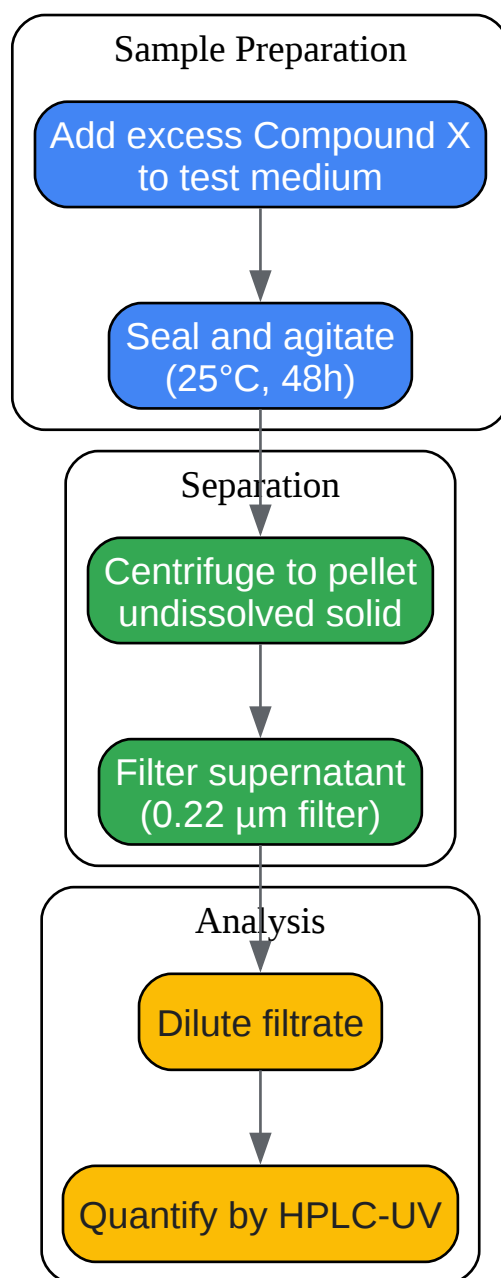 Sample Preparation
Add excess Compound X
to test medium
Seal and agitate
(25°C, 48h)
Separation
Centrifuge to pellet
undissolved solid
Filter supernatant
(0.22 µm filter)
Analysis
Dilute filtrate
Quantify by HPLC-UV